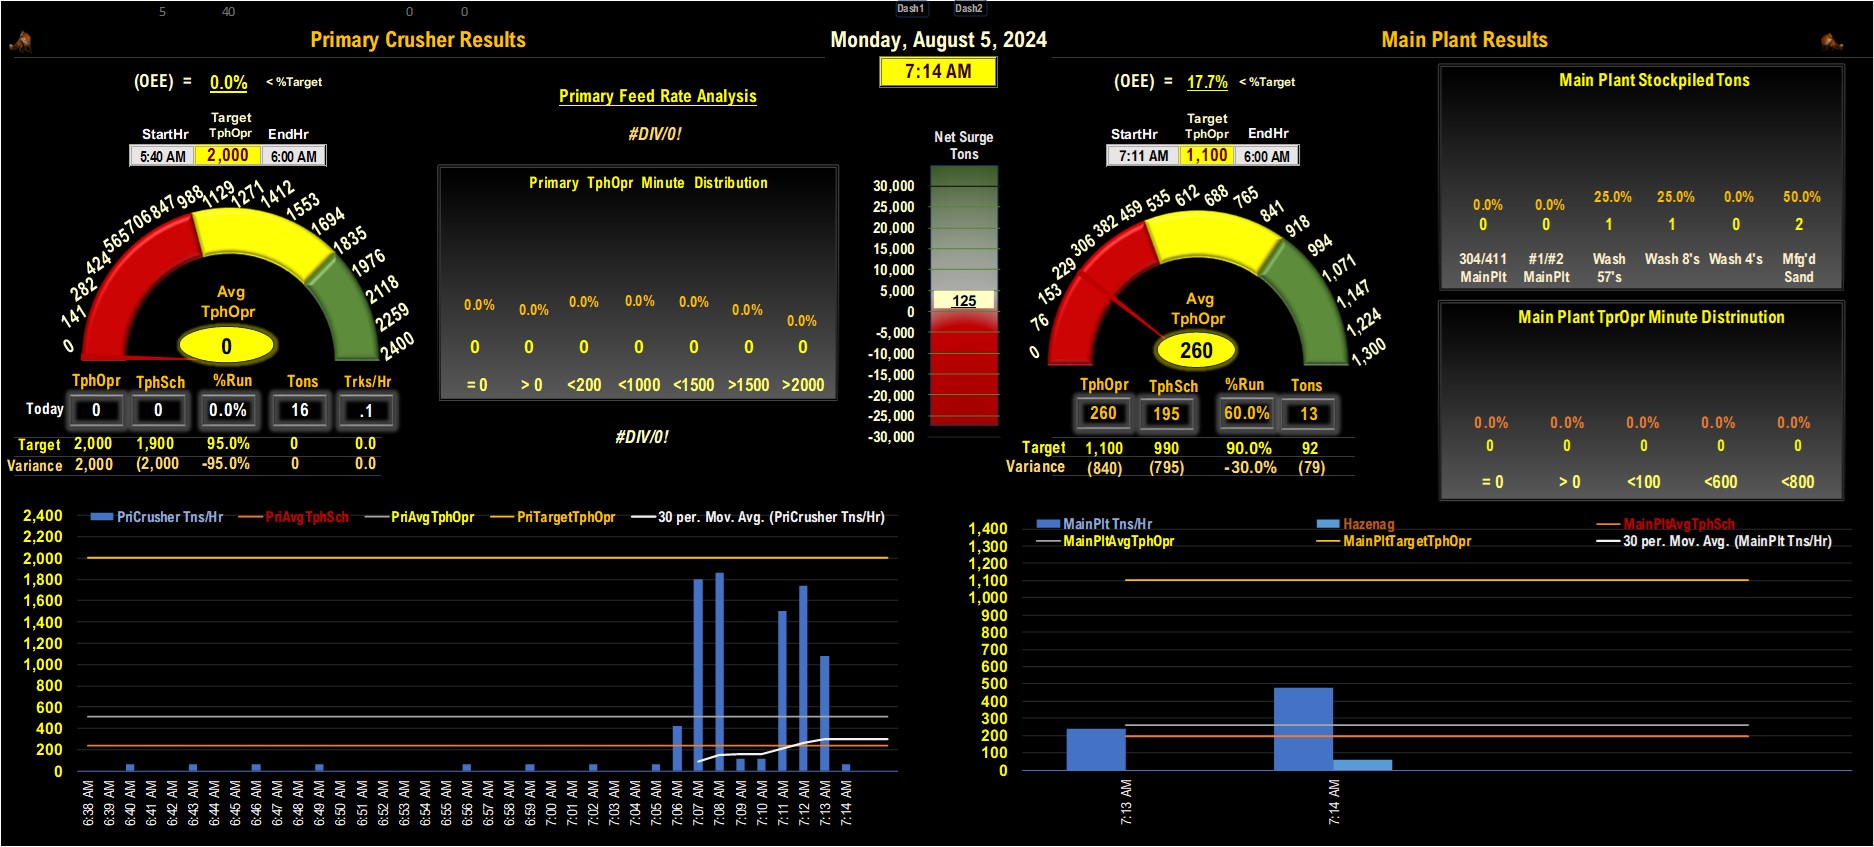 5 40 0 0 Dash1 Dash2
Primary Crusher Results
Monday, August 5, 2024
Main Plant Results
7:14 AM
(OEE) = 0.0% < %Target
Target
StartHr TphOpr EndHr
5:40 AM 2,000 6:00 AM
0 141 282 424 565 706 847 988 1129 1271 1412 1553 1694 1835 1976 2118 2259 2400
Avg
TphOpr
0
TphOpr TphSch %Run Tons Trks/Hr
Today 0 0 0.0% 16 .1
Target 2,000 1,900 95.0% 0 0.0
Variance 2,000 (2,000 -95.0% 0 0.0
Primary Feed Rate Analysis
#DIV/0!
Primary TphOpr Minute Distribution
0.0% 0.0% 0.0% 0.0% 0.0% 0.0% 0.0%
0 0 0 0 0 0 0
= 0 > 0 <200 <1000 <1500 >1500 >2000
#DIV/0!
Net Surge
Tons
30,000
25,000
20,000
15,000
10,000
5,000
125
0
-5,000
-10,000
-15,000
-20,000
-25,000
-30,000
(OEE) = 17.7% < %Target
Target
StartHr TphOpr EndHr
7:11 AM 1,100 6:00 AM
0 76 153 229 306 382 459 535 612 688 765 841 918 994 1,071 1,147 1,224 1,300
Avg
TphOpr
260
TphOpr TphSch %Run Tons
260 195 60.0% 13
Target 1,100 990 90.0% 92
Variance (840) (795) -30.0% (79)
Main Plant Stockpiled Tons
0.0% 0.0% 25.0% 25.0% 0.0% 50.0%
0 0 1 1 0 2
304/411 #1/#2 Wash Wash 8's Wash 4's Mfg'd
MainPlt MainPlt 57's Sand
Main Plant TprOpr Minute Distrinution
0.0% 0.0% 0.0% 0.0% 0.0%
0 0 0 0 0
= 0 > 0 <100 <600 <800
PriCrusher Tns/Hr PriAvgTphSch PriAvgTphOpr PriTargetTphOpr 30 per. Mov. Avg. (PriCrusher Tns/Hr)
2,400
2,200
2,000
1,800
1,600
1,400
1,200
1,000
800
600
400
200
0
6:38 AM 6:39 AM 6:40 AM 6:41 AM 6:42 AM 6:43 AM 6:44 AM 6:45 AM 6:46 AM 6:47 AM 6:48 AM 6:49 AM 6:50 AM 6:51 AM 6:52 AM 6:53 AM 6:54 AM 6:55 AM 6:56 AM 6:57 AM 6:58 AM 6:59 AM 7:00 AM 7:01 AM 7:02 AM 7:03 AM 7:04 AM 7:05 AM 7:06 AM 7:07 AM 7:08 AM 7:09 AM 7:10 AM 7:11 AM 7:12 AM 7:13 AM 7:14 AM
MainPlt Tns/Hr Hazenag MainPltAvgTphSch
MainPltAvgTphOpr MainPltTargetTphOpr 30 per. Mov. Avg. (MainPlt Tns/Hr)
1,400
1,300
1,200
1,100
1,000
900
800
700
600
500
400
300
200
100
0
7:13 AM 7:14 AM